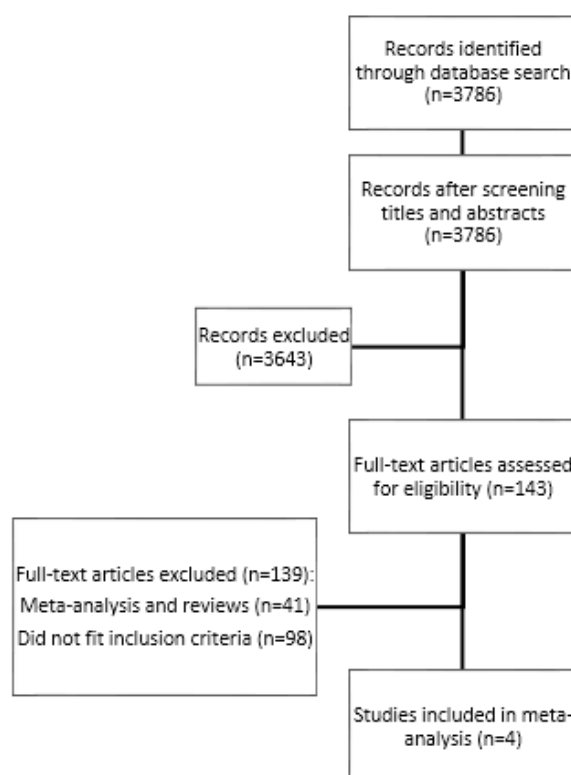 Records identified
through database search
(n=3786)
Records after screening
titles and abstracts
(n=3786)
Records excluded
(n=3643)
Full-text articles assessed
for eligibility (n=143)
Full-text articles excluded (n=139):
Meta-analysis and reviews (n=41)
Did not fit inclusion criteria (n=98)
Studies included in meta-
analysis (n=4)